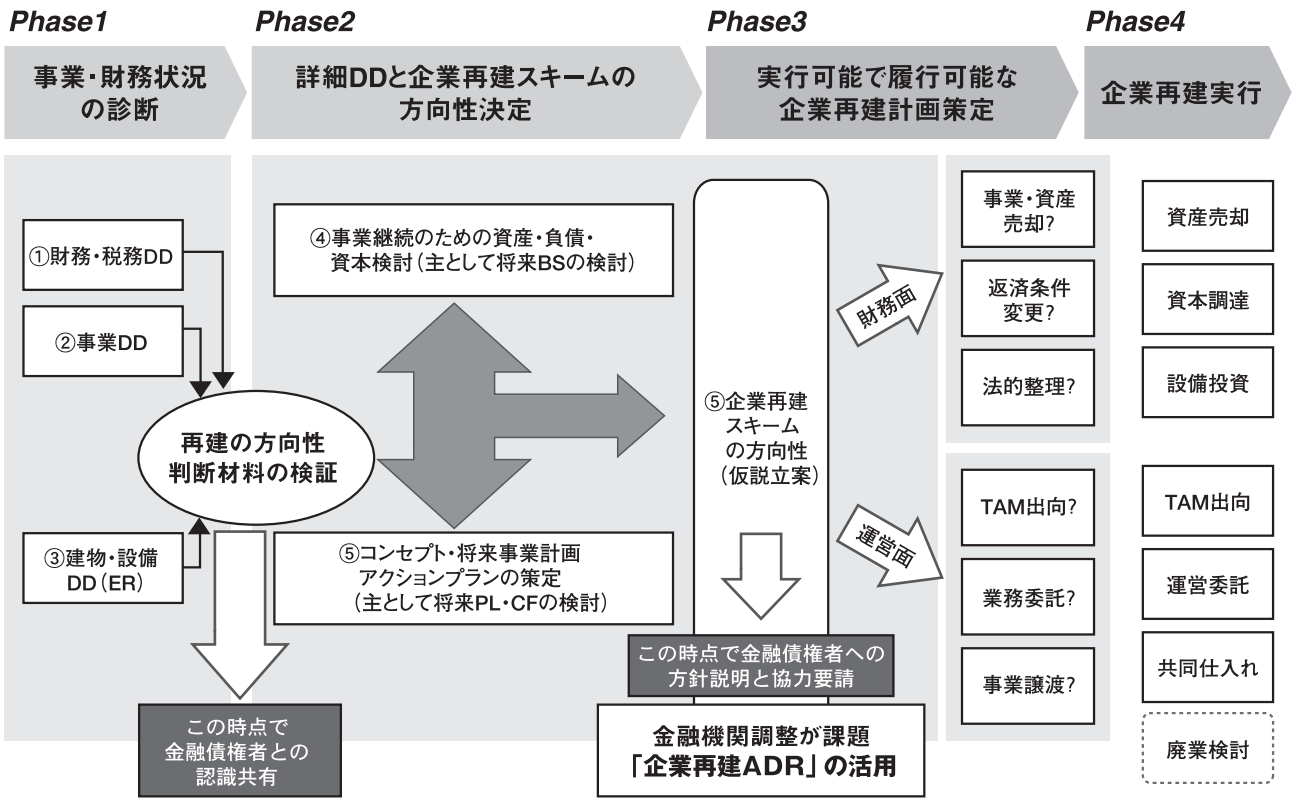 Phase1
Phase2
Phase3
Phase4
事業・財務状況
の診断
詳細DDと企業再建スキームの
方向性決定
実行可能で履行可能な
企業再建計画策定
企業再建実行
①財務・税務DD
②事業DD
再建の方向性
判断材料の検証
③建物・設備
DD（ER）
この時点で
金融債権者との
認識共有
④事業継続のための資産・負債・
資本検討（主として将来BSの検討）
⑤コンセプト・将来事業計画
アクションプランの策定
（主として将来PL・CFの検討）
⑤企業再建
スキーム
の方向性
（仮説立案）
この時点で金融債権者への
方針説明と協力要請
金融機関調整が課題
「企業再建ADR」の活用
財務面
運営面
事業・資産
売却?
返済条件
変更?
法的整理?
TAM出向?
業務委託?
事業譲渡?
資産売却
資本調達
設備投資
TAM出向
運営委託
共同仕入れ
廃業検討